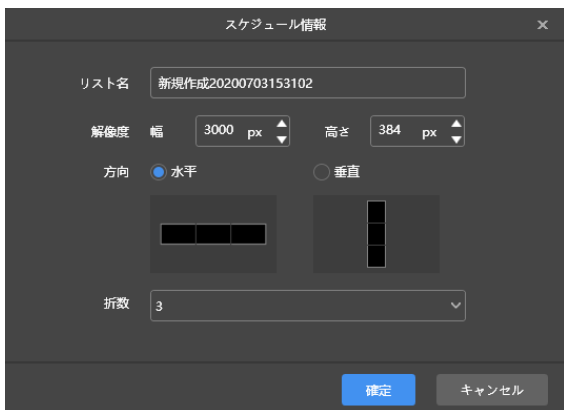 スケジュール情報
リスト名 新規作成20200703153102
解像度 幅 3000 px 高さ 384 px
方向 水平 垂直
折数 3
確定 キャンセル